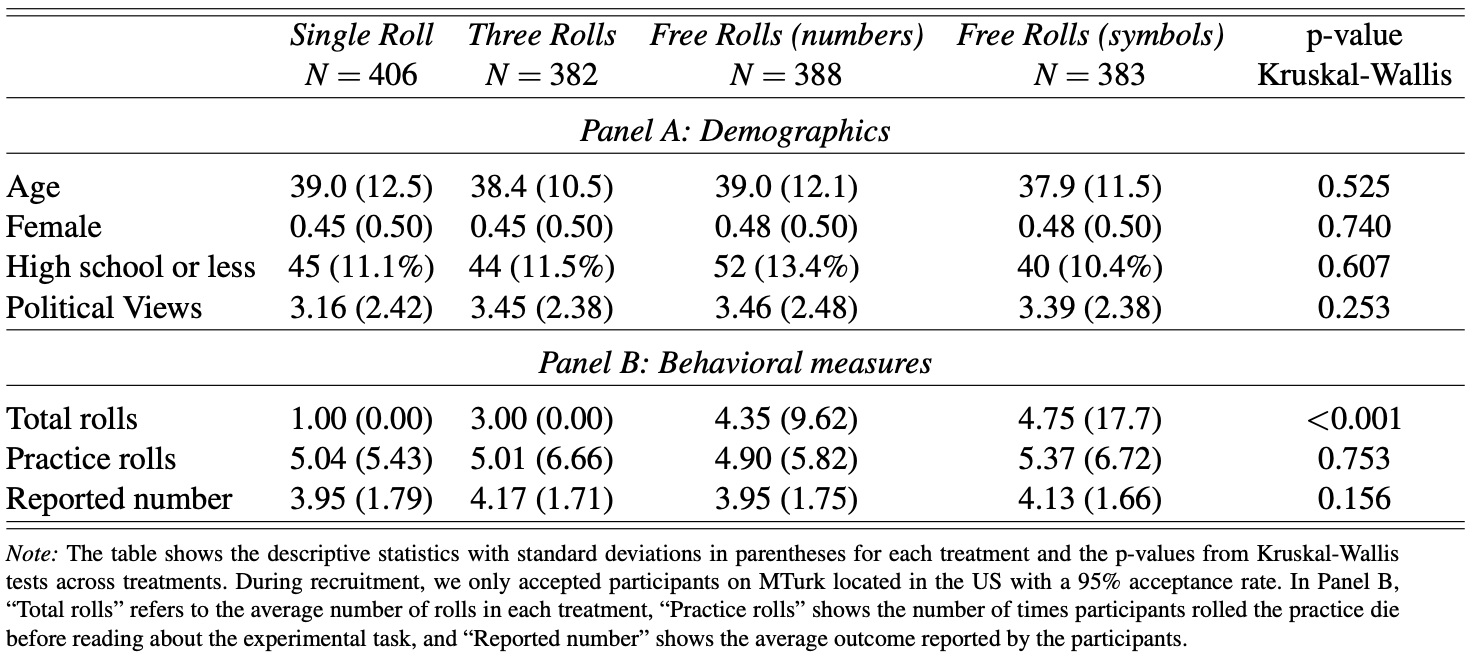 Single Roll Three Rolls Free Rolls (numbers) Free Rolls (symbols) p-value
N = 406 N = 382 N = 388 N = 383 Kruskal-Wallis
Panel A: Demographics
Age 39.0 (12.5) 38.4 (10.5) 39.0 (12.1) 37.9 (11.5) 0.525
Female 0.45 (0.50) 0.45 (0.50) 0.48 (0.50) 0.48 (0.50) 0.740
High school or less 45 (11.1%) 44 (11.5%) 52 (13.4%) 40 (10.4%) 0.607
Political Views 3.16 (2.42) 3.45 (2.38) 3.46 (2.48) 3.39 (2.38) 0.253
Panel B: Behavioral measures
Total rolls 1.00 (0.00) 3.00 (0.00) 4.35 (9.62) 4.75 (17.7) <0.001
Practice rolls 5.04 (5.43) 5.01 (6.66) 4.90 (5.82) 5.37 (6.72) 0.753
Reported number 3.95 (1.79) 4.17 (1.71) 3.95 (1.75) 4.13 (1.66) 0.156
Note: The table shows the descriptive statistics with standard deviations in parentheses for each treatment and the p-values from Kruskal-Wallis
tests across treatments. During recruitment, we only accepted participants on MTurk located in the US with a 95% acceptance rate. In Panel B,
“Total rolls” refers to the average number of rolls in each treatment, “Practice rolls” shows the number of times participants rolled the practice die
before reading about the experimental task, and “Reported number” shows the average outcome reported by the participants.